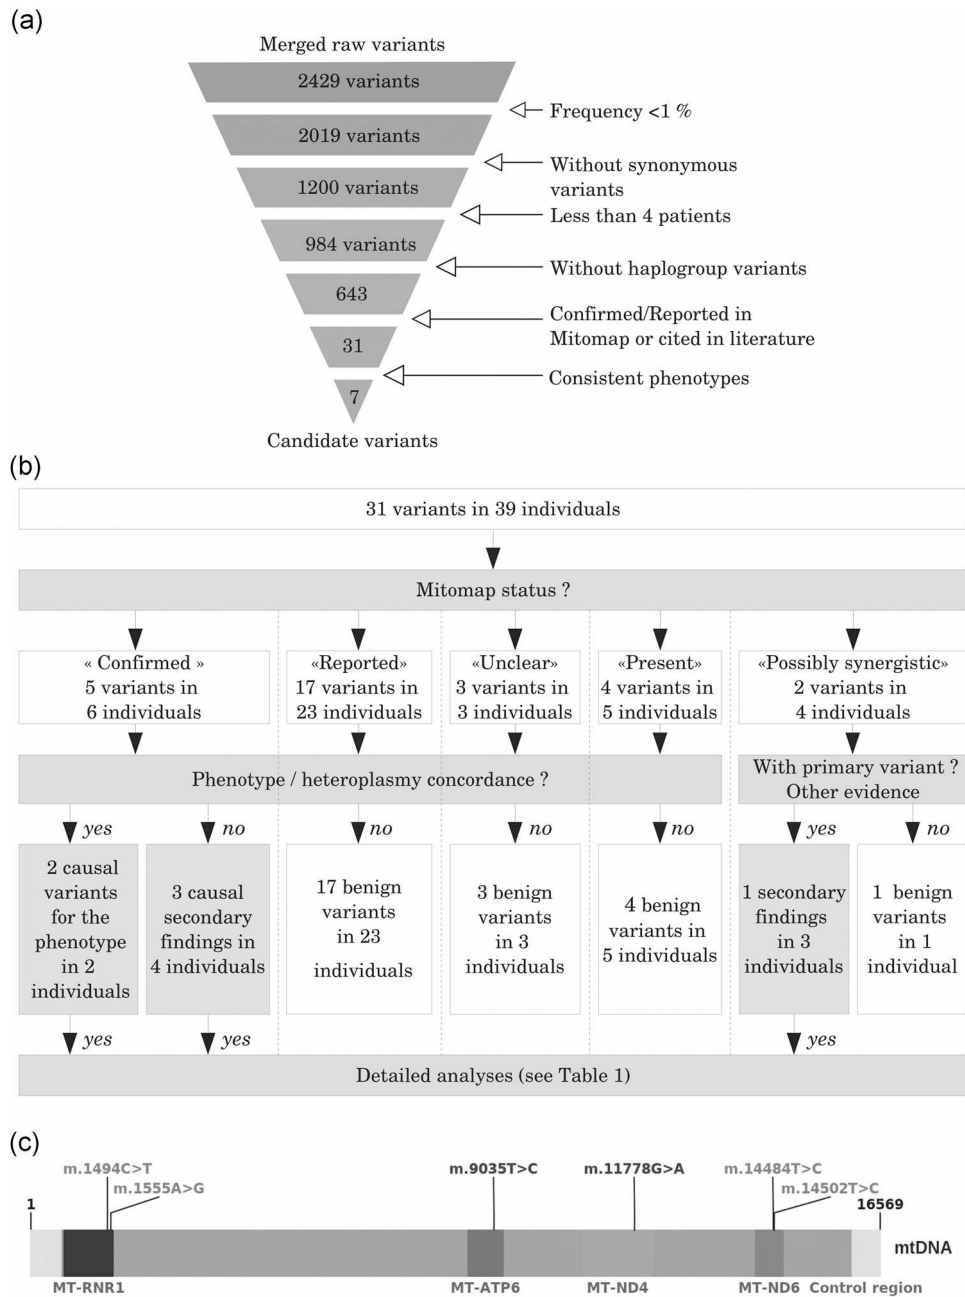 (a)
Merged raw variants
2429 variants
Frequency <1 %
2019 variants
Without synonymous
variants
1200 variants
Less than 4 patients
984 variants
Without haplogroup variants
643
Confirmed/Reported in
Mitomap or cited in literature
31
Consistent phenotypes
7
Candidate variants
(b)
31 variants in 39 individuals
Mitomap status ?
« Confirmed »
5 variants in
6 individuals
«Reported»
17 variants in
23 individuals
«Unclear»
3 variants in
3 individuals
«Present»
4 variants in
5 individuals
«Possibly synergistic»
2 variants in
4 individuals
Phenotype / heteroplasmy concordance ?
With primary variant ?
Other evidence
yes
no
no
no
no
yes
no
2 causal
variants
for the
phenotype
in 2
individuals
3 causal
secondary
findings in
4 individuals
17 benign
variants
in 23
individuals
3 benign
variants
in 3
individuals
4 benign
variants in
5 individuals
1 secondary
findings
in 3
individuals
1 benign
variants
in 1
individual
yes
no
yes
Detailed analyses (see Table 1)
(c)
m.1494C>T
m.1555A>G
m.9035T>C
m.11778G>A
m.14484T>C
m.14502T>C
1
16569
mtDNA
MT-RNR1
MT-ATP6
MT-ND4
MT-ND6
Control region